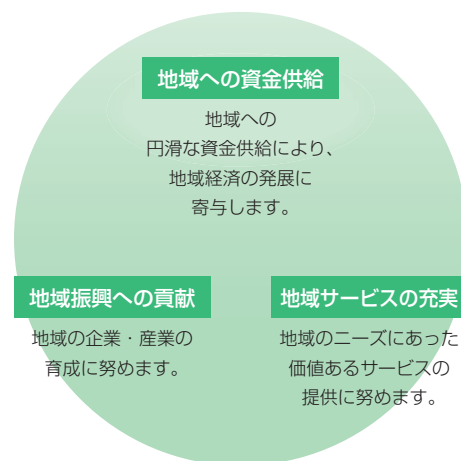 地域への資金供給
地域への
円滑な資金供給により、
地域経済の発展に
寄与します。
地域振興への貢献
地域の企業・産業の
育成に努めます。
地域サービスの充実
地域のニーズにあった
価値あるサービスの
提供に努めます。